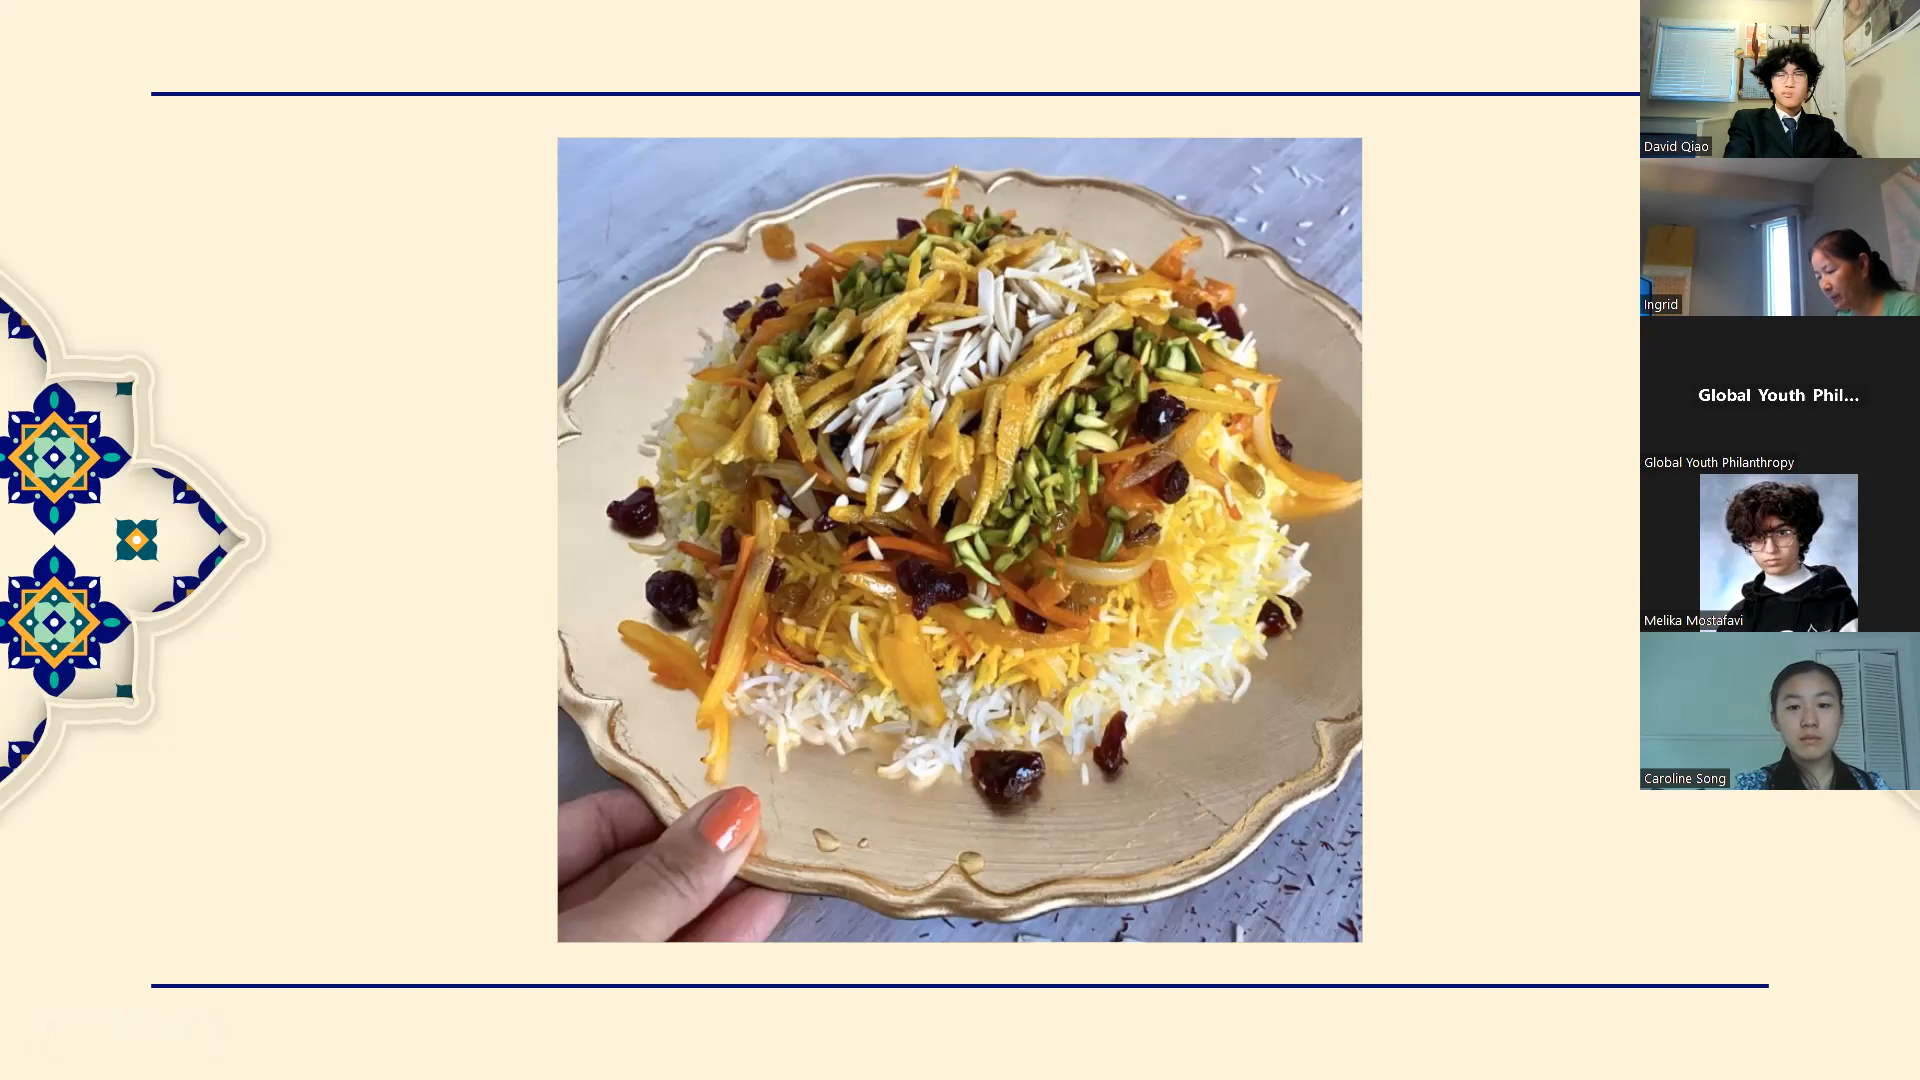 David Qiao
Ingrid
Global Youth Phil...
Global Youth Philanthropy
Melika Mostafavi
Caroline Song